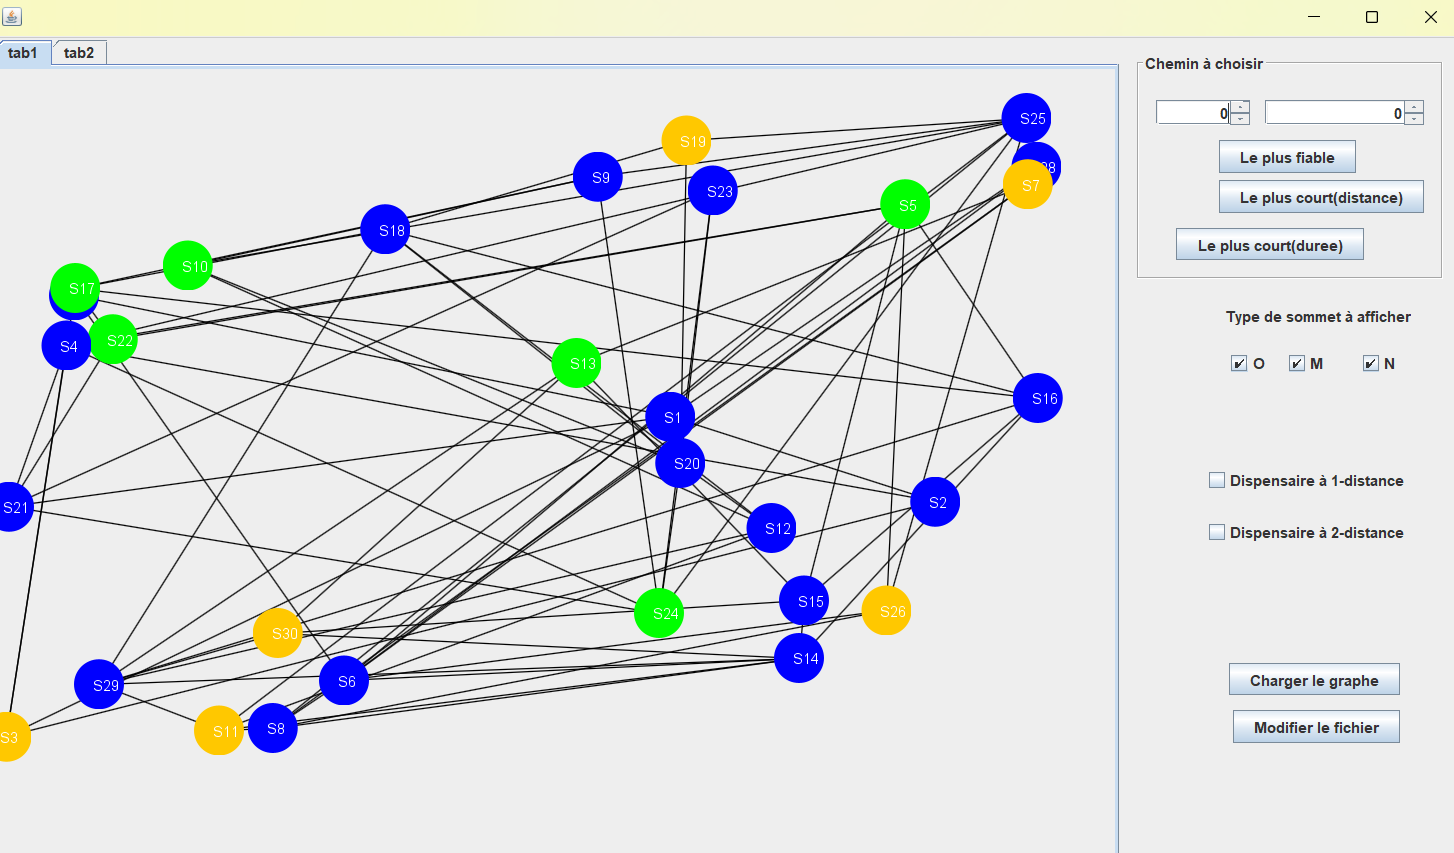 tab1 tab2
Chemin à choisir
0 0
Le plus fiable
Le plus court(distance)
Le plus court(duree)
Type de sommet à afficher
O M N
Dispensaire à 1-distance
Dispensaire à 2-distance
Charger le graphe
Modifier le fichier
S25
S19
S7
S9
S23
S5
S18
S10
S17
S22
S4
S13
S16
S1
S20
S2
S21
S12
S15
S26
S24
S30
S14
S6
S29
S8
S11
S3